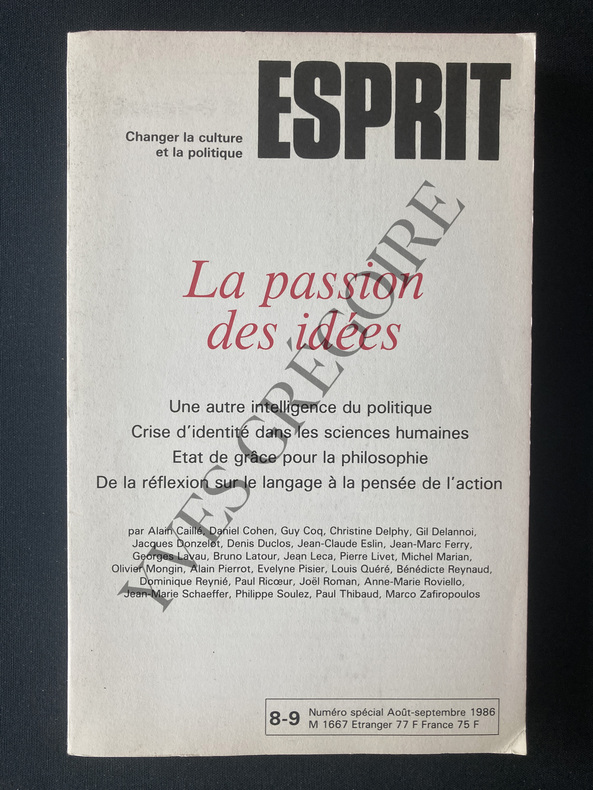 ESPRIT
Changer la culture
et la politique
La passion
des idées
Une autre intelligence du politique
Crise d'identité dans les sciences humaines
Etat de grâce pour la philosophie
De la réflexion sur le langage à la pensée de l'action
par Alain Caillé, Daniel Cohen, Guy Coq, Christine Delphy, Gil Delannoi,
Jacques Donzelot, Denis Duclos, Jean-Claude Eslin, Jean-Marc Ferry,
Georges Lavau, Bruno Latour, Jean Leca, Pierre Livet, Michel Marian,
Olivier Mongin, Alain Pierrot, Evelyne Pisier, Louis Quéré, Bénédicte Reynaud,
Dominique Reynié, Paul Ricœur, Joël Roman, Anne-Marie Roviello,
Jean-Marie Schaeffer, Philippe Soulez, Paul Thibaud, Marco Zafiropoulos
8-9
Numéro spécial Août-septembre 1986
M 1667 Etranger 77 F France 75 F
YVES GRÉGOIRE